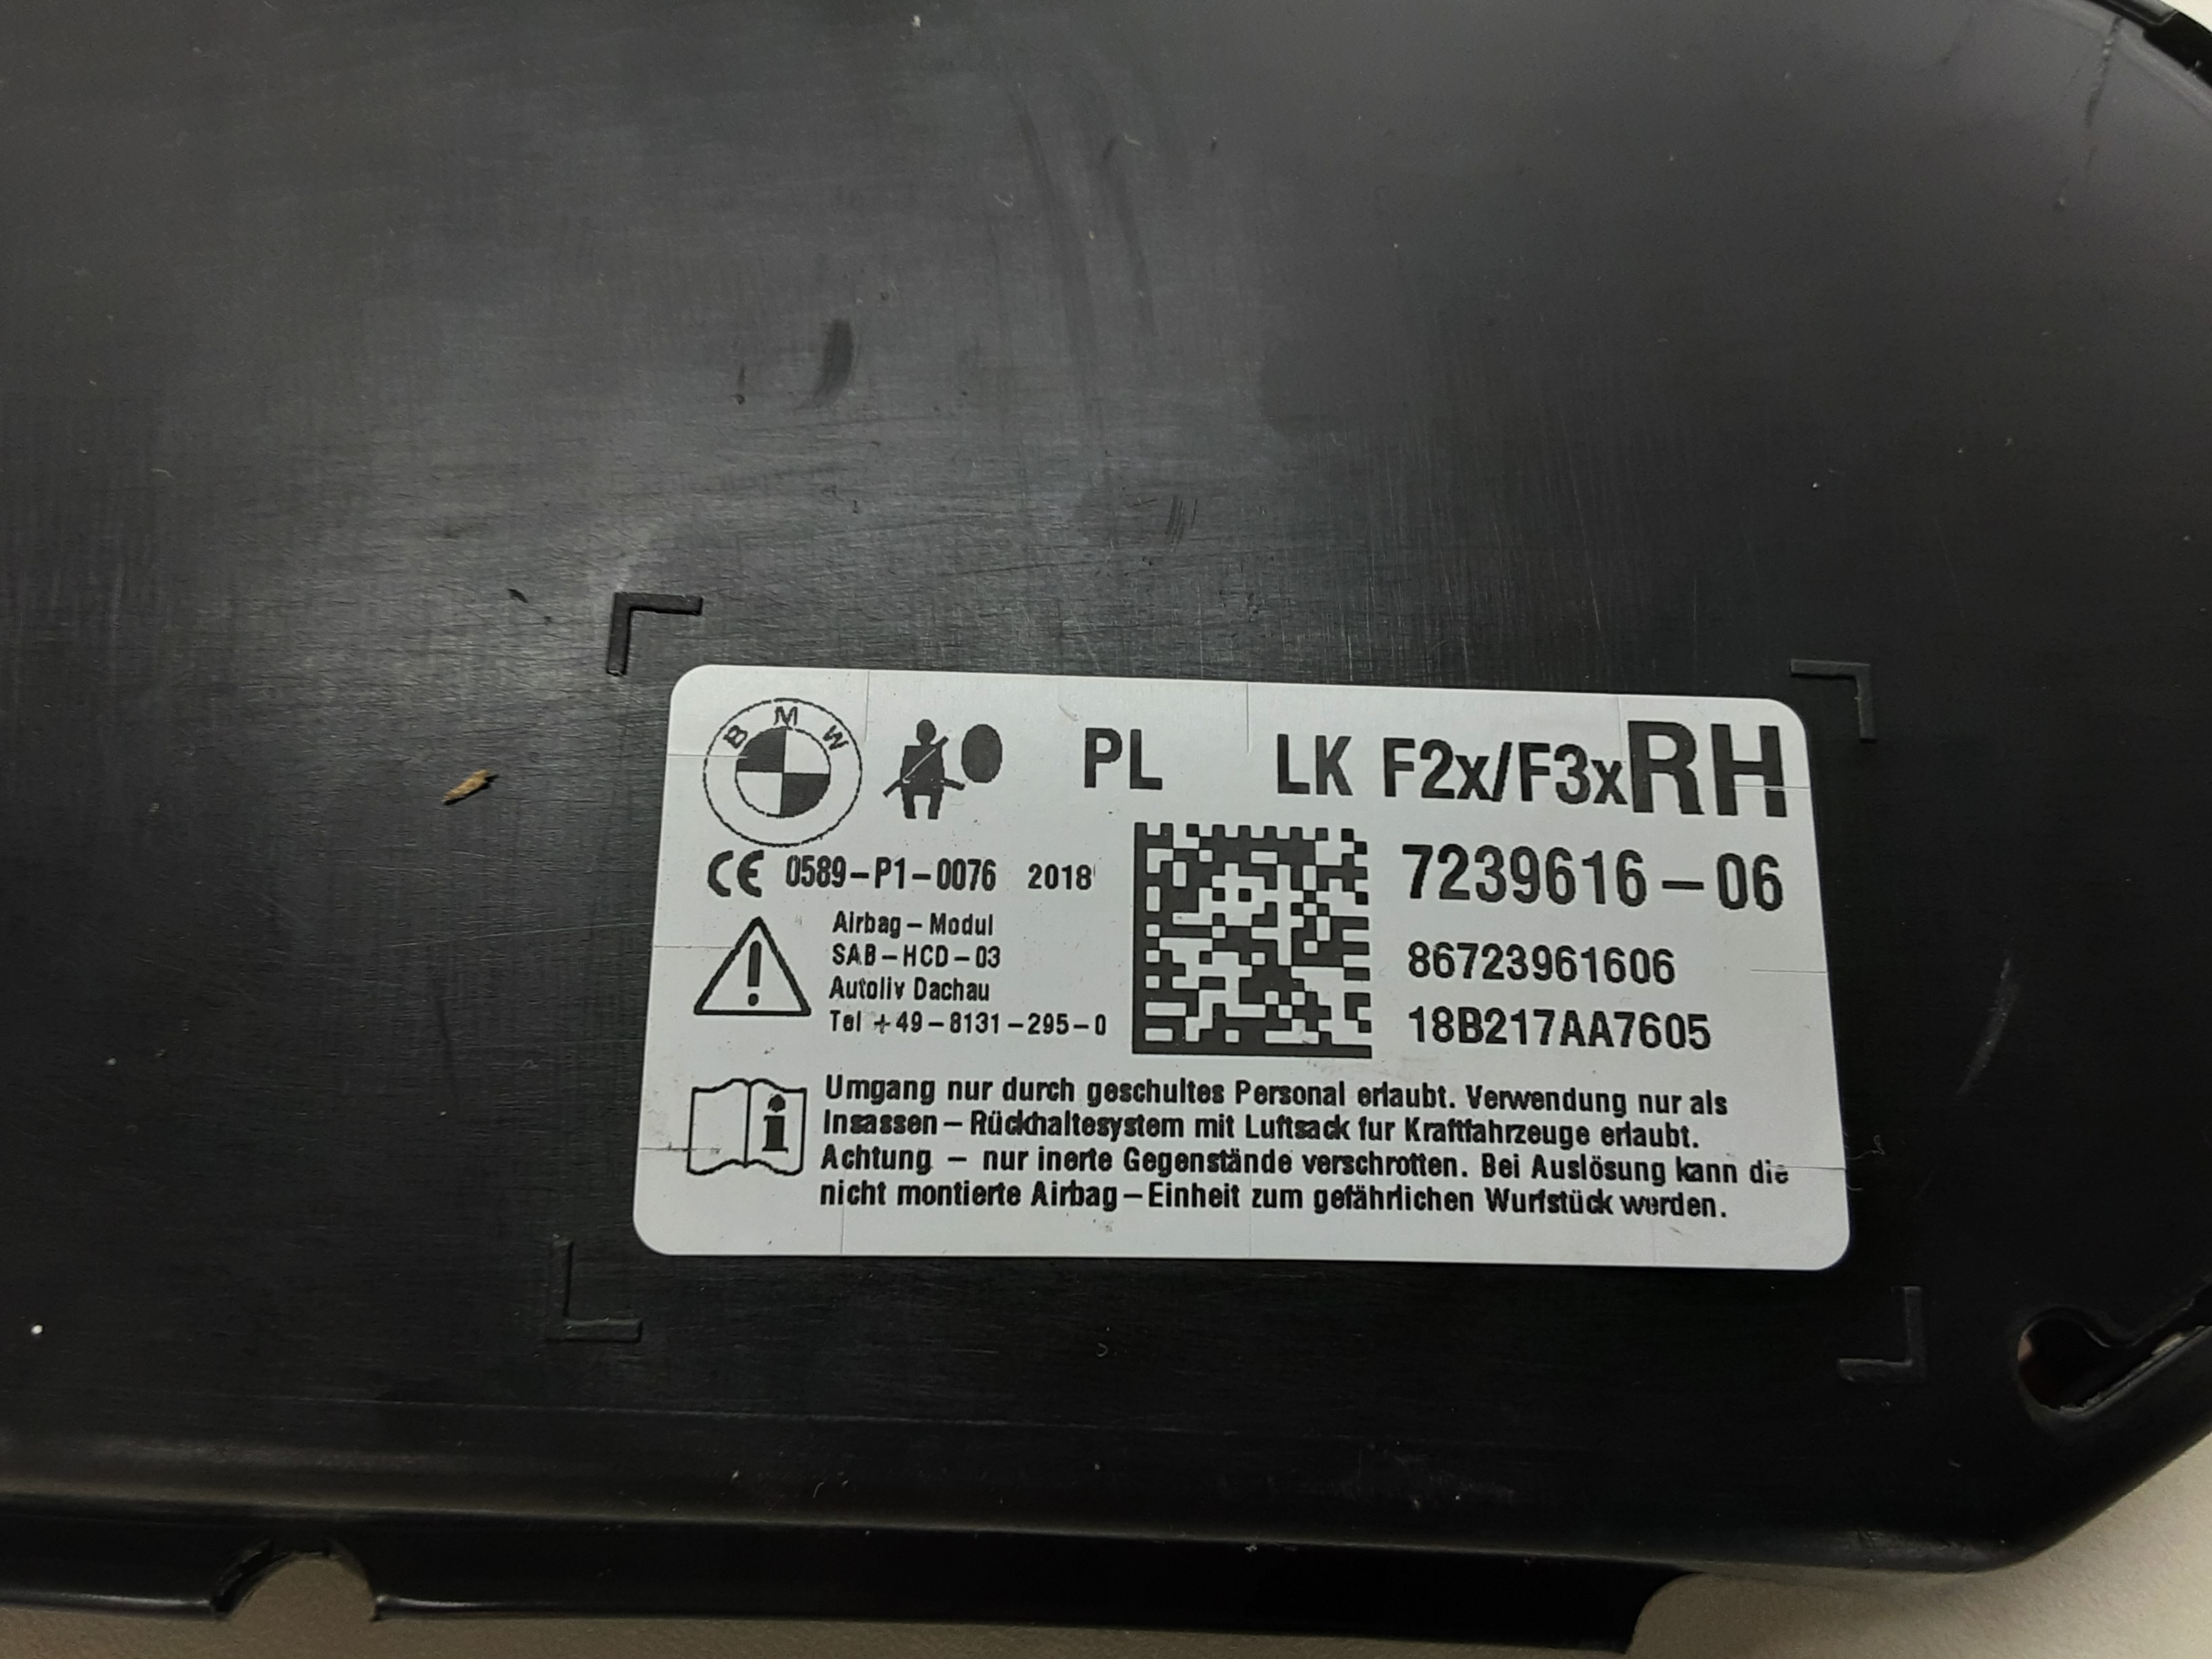 BMW
PL LK F2x/F3x RH
CE 0589-P1-0076 2018
7239616-06
Airbag-Modul
SAB-HCD-03
Autoliv Dachau
Tel +49-8131-295-0
86723961606
18B217AA7605
Umgang nur durch geschultes Personal erlaubt. Verwendung nur als
Insassen-Rückhaltesystem mit Luftsack fur Kraftfahrzeuge erlaubt.
Achtung - nur inerte Gegenstände verschrotten. Bei Auslösung kann die
nicht montierte Airbag-Einheit zum gefährlichen Wurfstück werden.